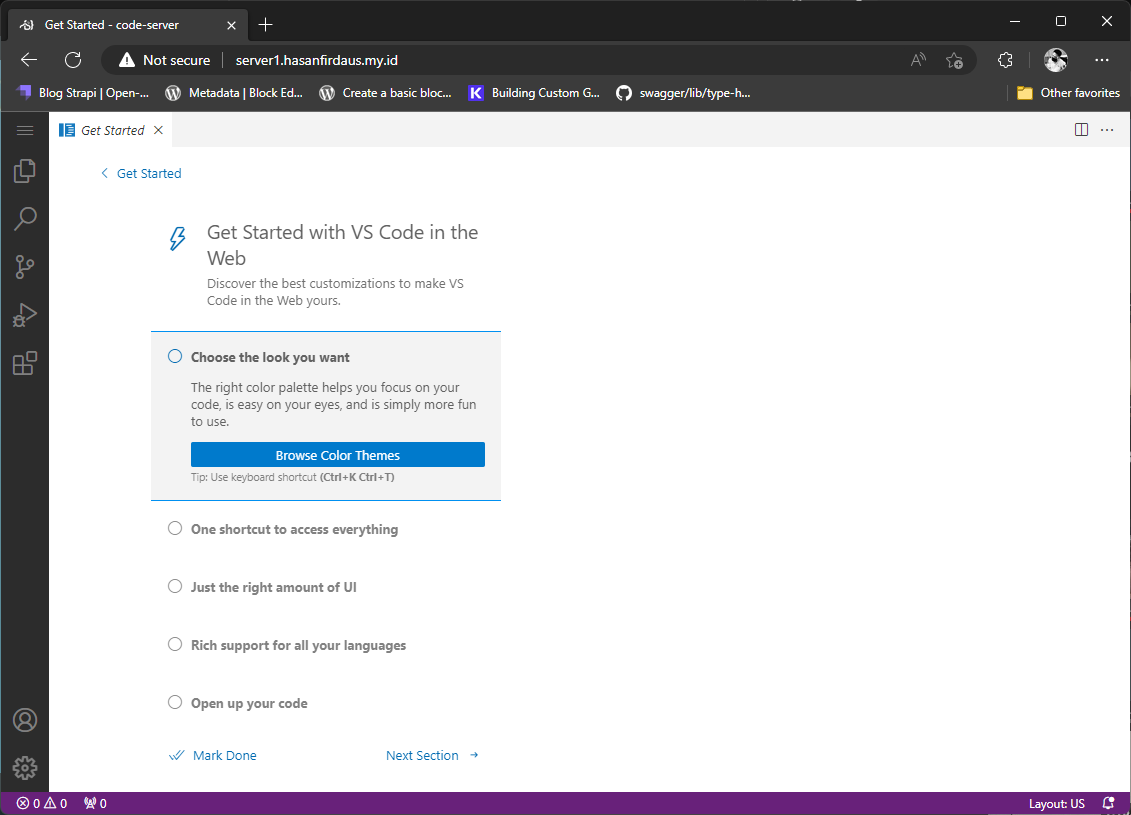 Get Started - code-server
Not secure
server1.hasanfirdaus.my.id
Blog Strapi | Open-...
Metadata | Block Ed...
Create a basic bloc...
Building Custom G...
swagger/lib/type-h...
Other favorites
Get Started
Get Started
Get Started with VS Code in the
Web
Discover the best customizations to make VS
Code in the Web yours.
Choose the look you want
The right color palette helps you focus on your
code, is easy on your eyes, and is simply more fun
to use.
Browse Color Themes
Tip: Use keyboard shortcut (Ctrl+K Ctrl+T)
One shortcut to access everything
Just the right amount of UI
Rich support for all your languages
Open up your code
Mark Done
Next Section
0 0 0
Layout: US